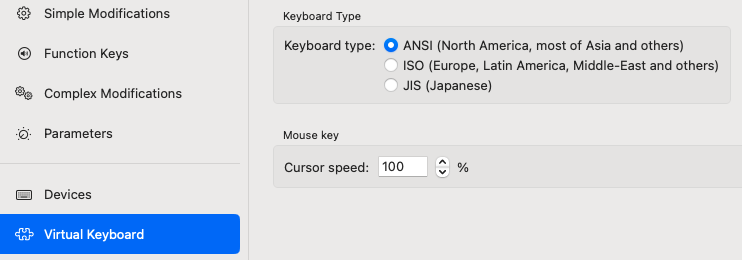 Simple Modifications
Function Keys
Complex Modifications
Parameters
Devices
Virtual Keyboard
Keyboard Type
Keyboard type: ANSI (North America, most of Asia and others)
ISO (Europe, Latin America, Middle-East and others)
JIS (Japanese)
Mouse key
Cursor speed: 100 %